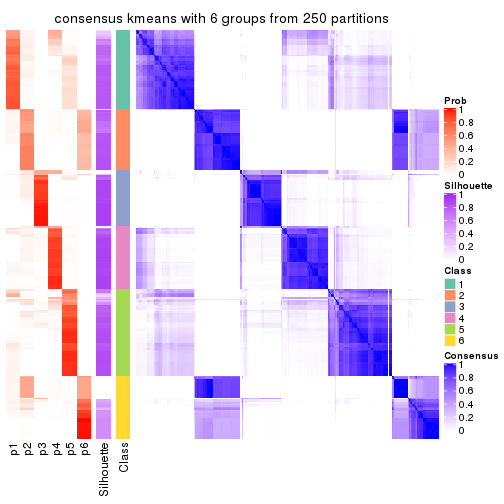 consensus kmeans with 6 groups from 250 partitions
Prob
1
0.8
0.6
0.4
0.2
0
Silhouette
1
0.8
0.6
0.4
0.2
0
Class
1
2
3
4
5
6
Consensus
1
0.8
0.6
0.4
0.2
0
p1
p2
p3
p4
p5
p6
Silhouette
Class